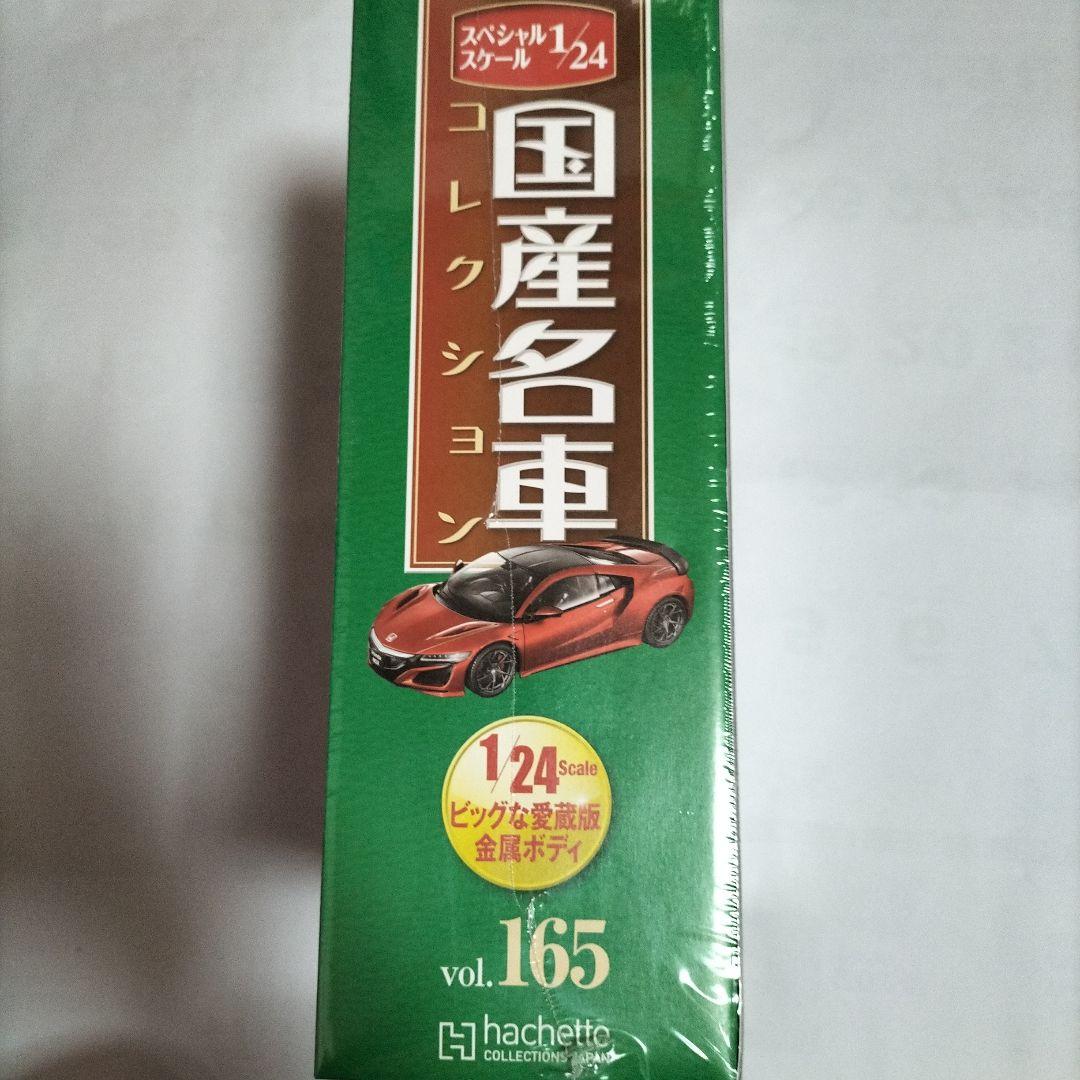 スペシャル
スケール 1/24
国産名車
コレクション
1/24 Scale
ビッグな愛蔵版
金属ボディ
vol.165
hachette
COLLECTIONS JAPAN